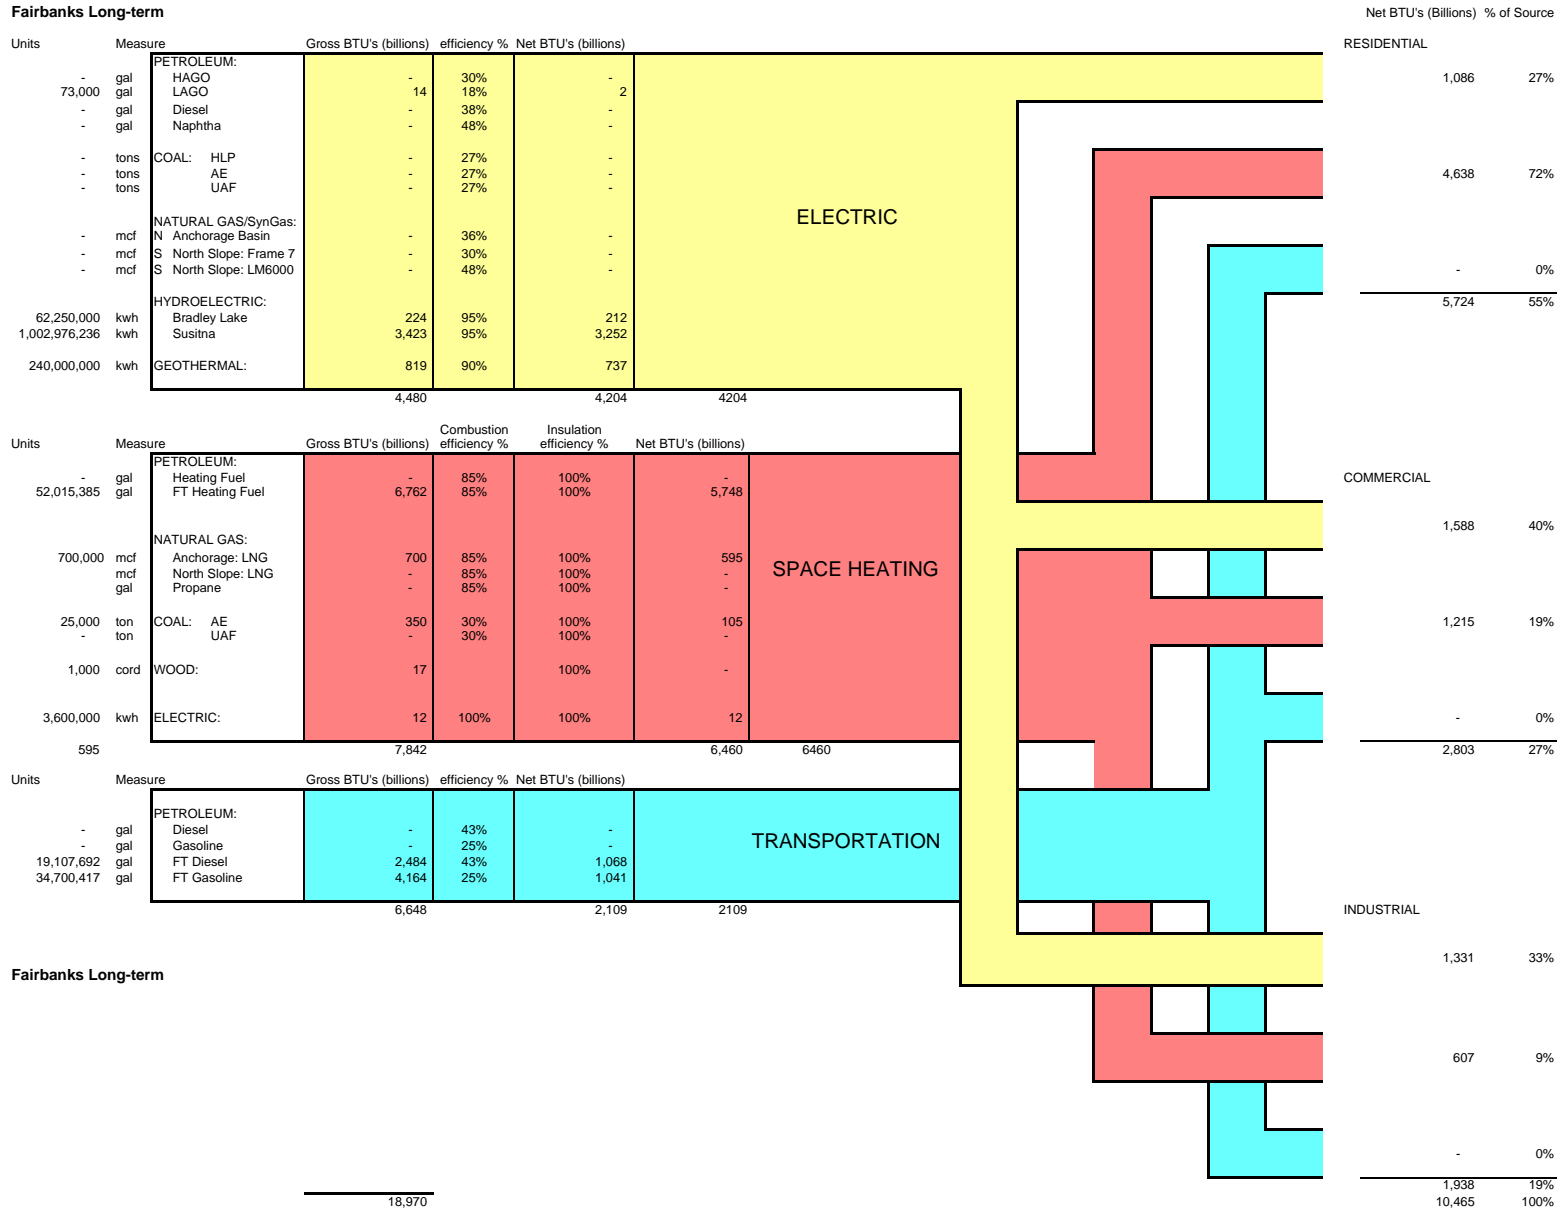 Fairbanks Long-term
Net BTU's (Billions) % of Source
Units Measure Gross BTU's (billions) efficiency % Net BTU's (billions) RESIDENTIAL
PETROLEUM:
- gal HAGO - 30% - 1,086 27%
73,000 gal LAGO 14 18% 2
- gal Diesel - 38% -
- gal Naphtha - 48% -
- tons COAL: HLP - 27% -
- tons AE - 27% - 4,638 72%
- tons UAF - 27% -
ELECTRIC
NATURAL GAS/SynGas:
- mcf N Anchorage Basin - 36% -
- mcf S North Slope: Frame 7 - 30% -
- mcf S North Slope: LM6000 - 48% - - 0%
HYDROELECTRIC: 5,724 55%
62,250,000 kwh Bradley Lake 224 95% 212
1,002,976,236 kwh Susitna 3,423 95% 3,252
240,000,000 kwh GEOTHERMAL: 819 90% 737
4,480 4,204 4204
Combustion Insulation
Units Measure Gross BTU's (billions) efficiency % efficiency % Net BTU's (billions)
PETROLEUM:
- gal Heating Fuel - 85% 100% - COMMERCIAL
52,015,385 gal FT Heating Fuel 6,762 85% 100% 5,748
1,588 40%
NATURAL GAS:
700,000 mcf Anchorage: LNG 700 85% 100% 595
SPACE HEATING
mcf North Slope: LNG - 85% 100% -
gal Propane - 85% 100% -
25,000 ton COAL: AE 350 30% 100% 105 1,215 19%
- ton UAF - 30% 100% -
1,000 cord WOOD: 17 100% -
3,600,000 kwh ELECTRIC: 12 100% 100% 12 - 0%
595 7,842 6,460 6460 2,803 27%
Units Measure Gross BTU's (billions) efficiency % Net BTU's (billions)
PETROLEUM:
- gal Diesel - 43% -
- gal Gasoline - 25% -
TRANSPORTATION
19,107,692 gal FT Diesel 2,484 43% 1,068
34,700,417 gal FT Gasoline 4,164 25% 1,041
6,648 2,109 2109 INDUSTRIAL
1,331 33%
Fairbanks Long-term
607 9%
- 0%
1,938 19%
18,970 10,465 100%